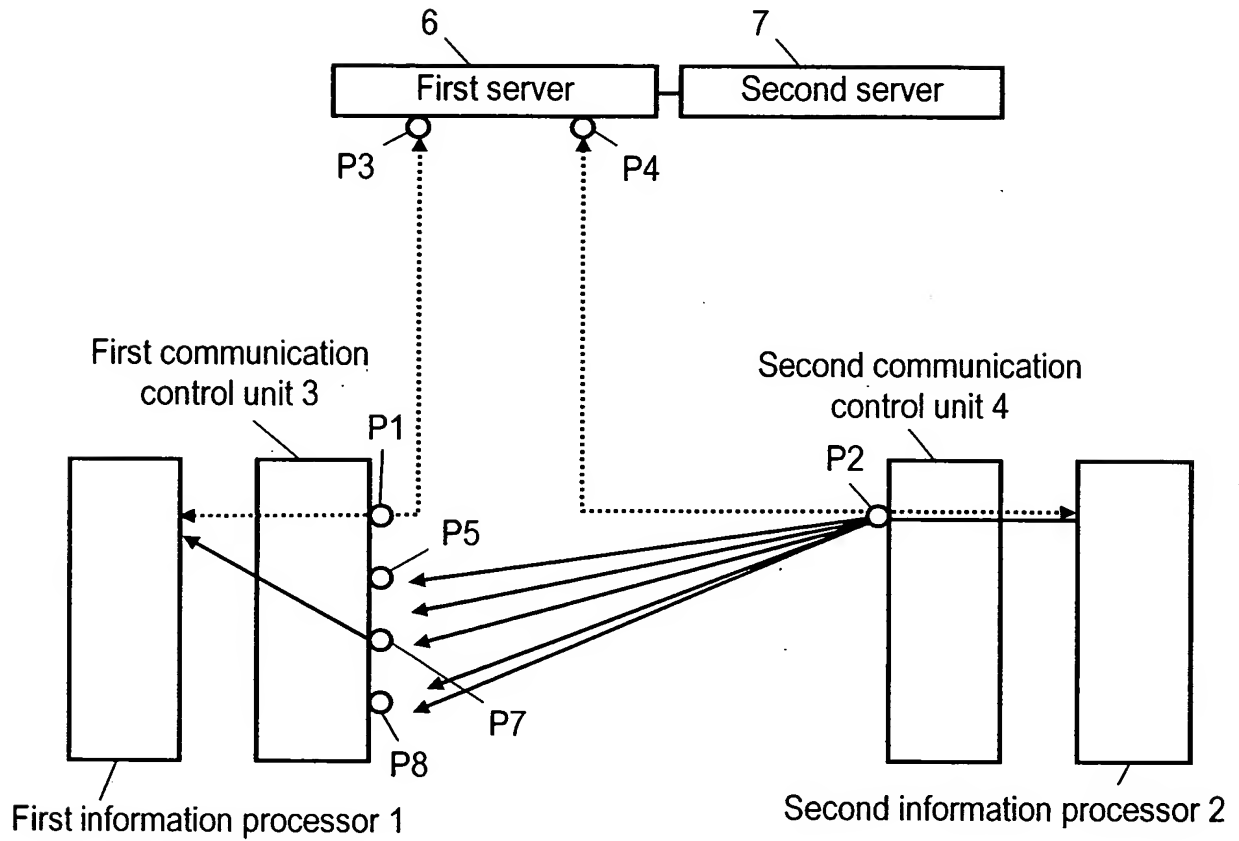 6
7
First server
Second server
P3
P4
First communication
control unit 3
Second communication
control unit 4
P1
P2
P5
P7
P8
First information processor 1
Second information processor 2